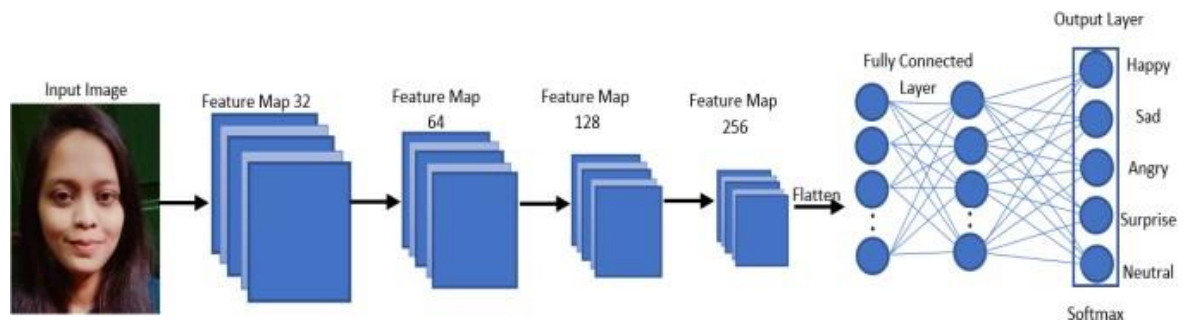 Input Image
Feature Map 32
Feature Map
64
Feature Map
128
Feature Map
256
Flatten
Fully Connected
Layer
Output Layer
Happy
Sad
Angry
Surprise
Neutral
Softmax